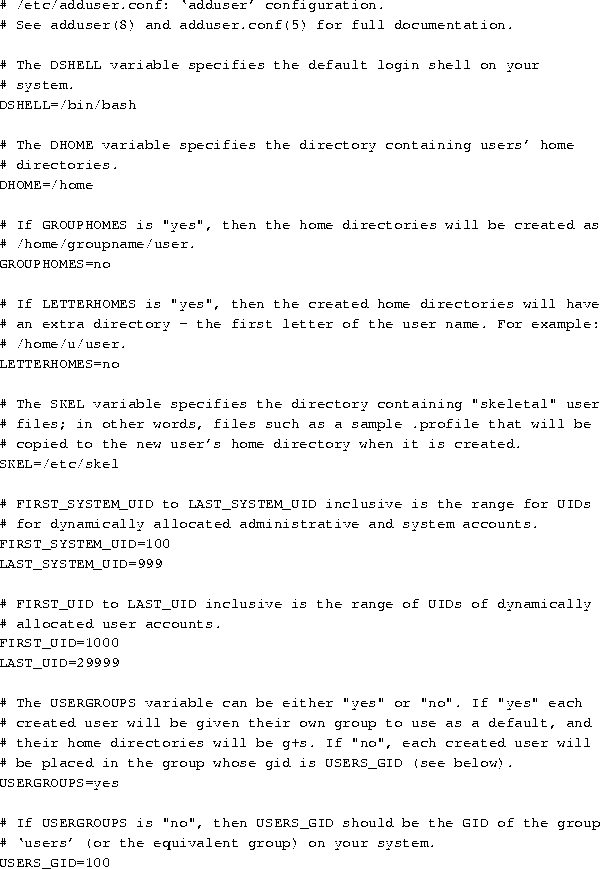 # /etc/adduser.conf: `adduser' configuration.
# See adduser(8) and adduser.conf(5) for full documentation.
# The DSHELL variable specifies the default login shell on your
# system.
DSHELL=/bin/bash
# The DHOME variable specifies the directory containing users' home
# directories.
DHOME=/home
# If GROUPHOMES is "yes", then the home directories will be created as
# /home/groupname/user.
GROUPHOMES=no
# If LETTERHOMES is "yes", then the created home directories will have
# an extra directory - the first letter of the user name. For example:
# /home/u/user.
LETTERHOMES=no
# The SKEL variable specifies the directory containing "skeletal" user
# files; in other words, files such as a sample .profile that will be
# copied to the new user's home directory when it is created.
SKEL=/etc/skel
# FIRST_SYSTEM_UID to LAST_SYSTEM_UID inclusive is the range for UIDs
# for dynamically allocated administrative and system accounts.
FIRST_SYSTEM_UID=100
LAST_SYSTEM_UID=999
# FIRST_UID to LAST_UID inclusive is the range of UIDs of dynamically
# allocated user accounts.
FIRST_UID=1000
LAST_UID=29999
# The USERGROUPS variable can be either "yes" or "no". If "yes" each
# created user will be given their own group to use as a default, and
# their home directories will be g+s. If "no", each created user will
# be placed in the group whose gid is USERS_GID (see below).
USERGROUPS=yes
# If USERGROUPS is "no", then USERS_GID should be the GID of the group
# `users' (or the equivalent group) on your system.
USERS_GID=100